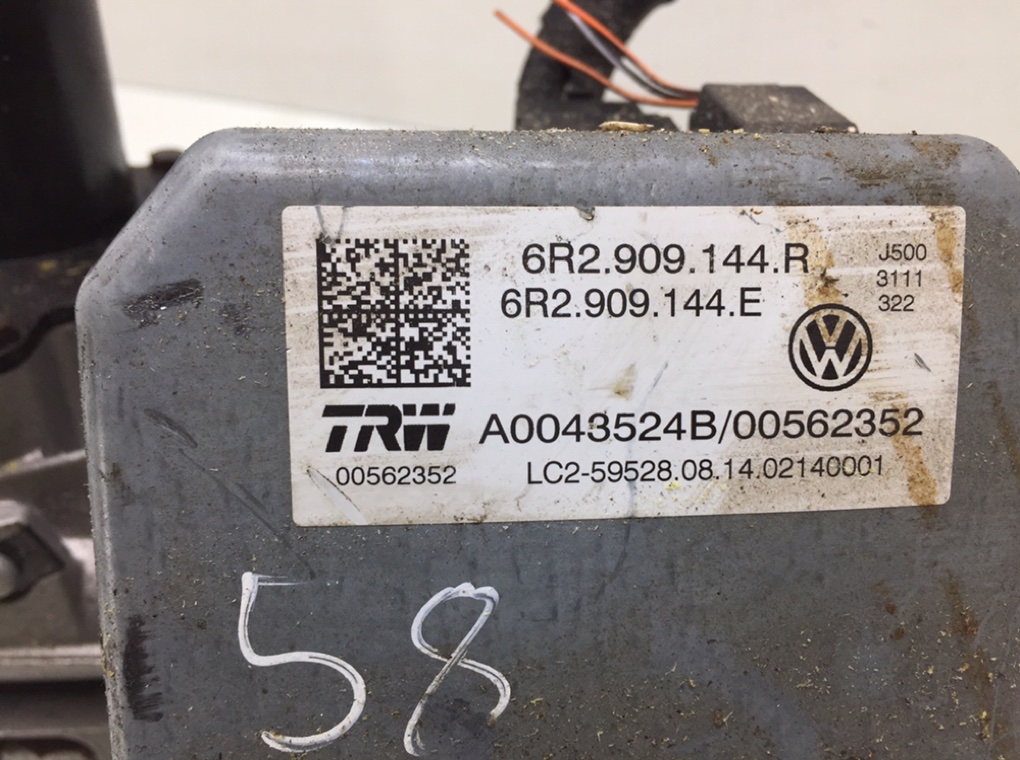 6R2.909.144.R
J500
3111
6R2.909.144.E
322
TRW
A0043524B/00562352
00562352
LC2-59528.08.14.02140001
58